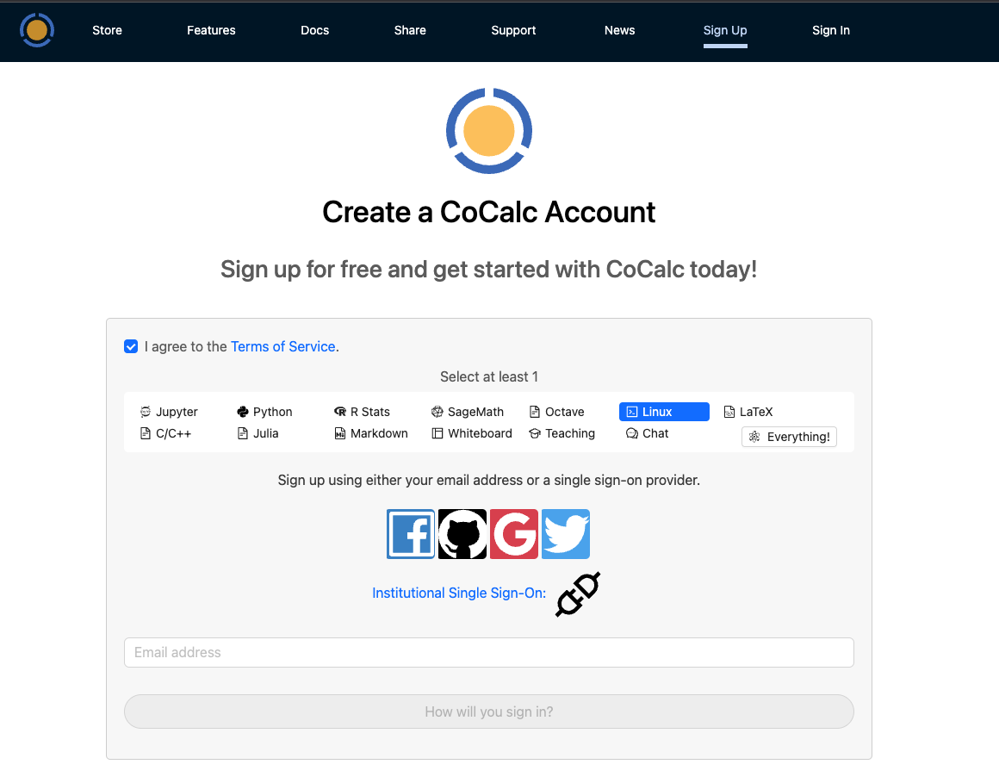 Store Features Docs Share Support News Sign Up Sign In
Create a CoCalc Account
Sign up for free and get started with CoCalc today!
I agree to the Terms of Service.
Select at least 1
Jupyter Python R Stats SageMath Octave Linux LaTeX
C/C++ Julia Markdown Whiteboard Teaching Chat Everything!
Sign up using either your email address or a single sign-on provider.
Institutional Single Sign-On:
Email address
How will you sign in?